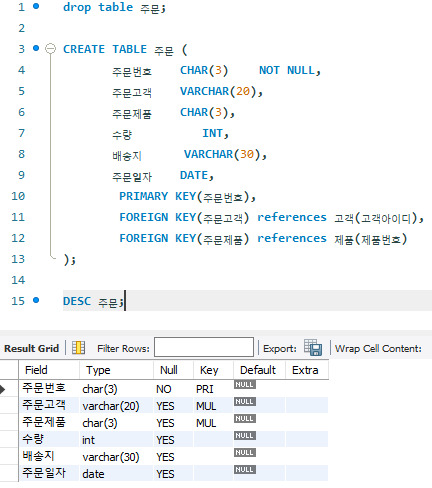 1 drop table 주문;
2
3 CREATE TABLE 주문 (
4 주문번호 CHAR(3) NOT NULL,
5 주문고객 VARCHAR(20),
6 주문제품 CHAR(3),
7 수량 INT,
8 배송지 VARCHAR(30),
9 주문일자 DATE,
10 PRIMARY KEY(주문번호),
11 FOREIGN KEY(주문고객) references 고객(고객아이디),
12 FOREIGN KEY(주문제품) references 제품(제품번호)
13 );
14
15 DESC 주문;
Result Grid Filter Rows: Export: Wrap Cell Content:
Field Type Null Key Default Extra
주문번호 char(3) NO PRI NULL
주문고객 varchar(20) YES MUL NULL
주문제품 char(3) YES MUL NULL
수량 int YES NULL
배송지 varchar(30) YES NULL
주문일자 date YES NULL